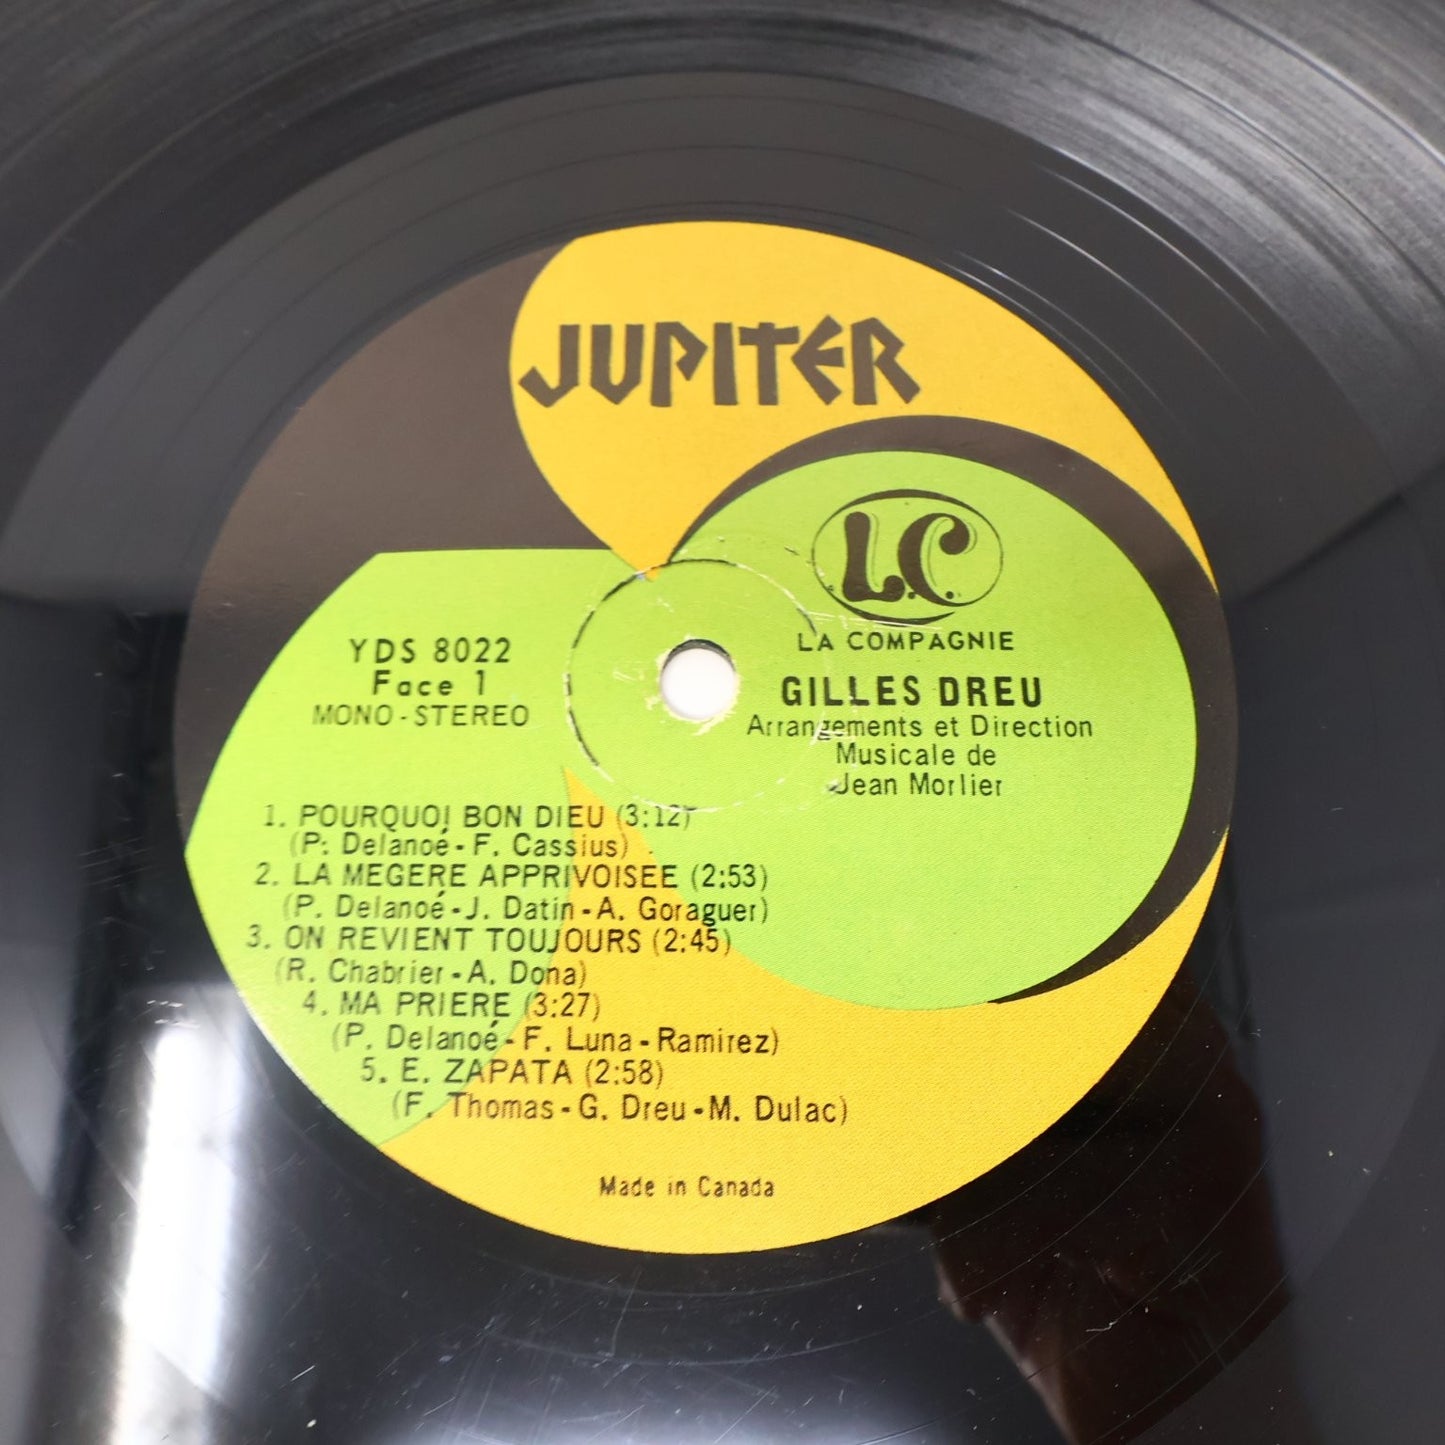 JUPITER
L.C.
LA COMPAGNIE
YDS 8022
Face 1
MONO-STEREO
GILLES DREU
Arrangements et Direction
Musicale de
Jean Morlier
1. POURQUOI BON DIEU (3:12)
(P. Delanoé-F. Cassius)
2. LA MEGERE APPRIVOISEE (2:53)
(P. Delanoé-J. Datin-A. Goraguer)
3. ON REVIENT TOUJOURS (2:45)
(R. Chabrier-A. Dona)
4. MA PRIERE (3:27)
(P. Delanoé-F. Luna-Ramirez)
5. E. ZAPATA (2:58)
(F. Thomas-G. Dreu-M. Dulac)
Made in Canada